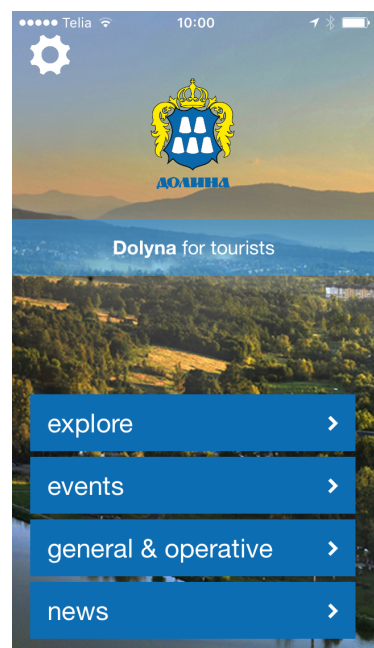 Telia 10:00
ДОЛИНА
Dolyna for tourists
explore
events
general & operative
news